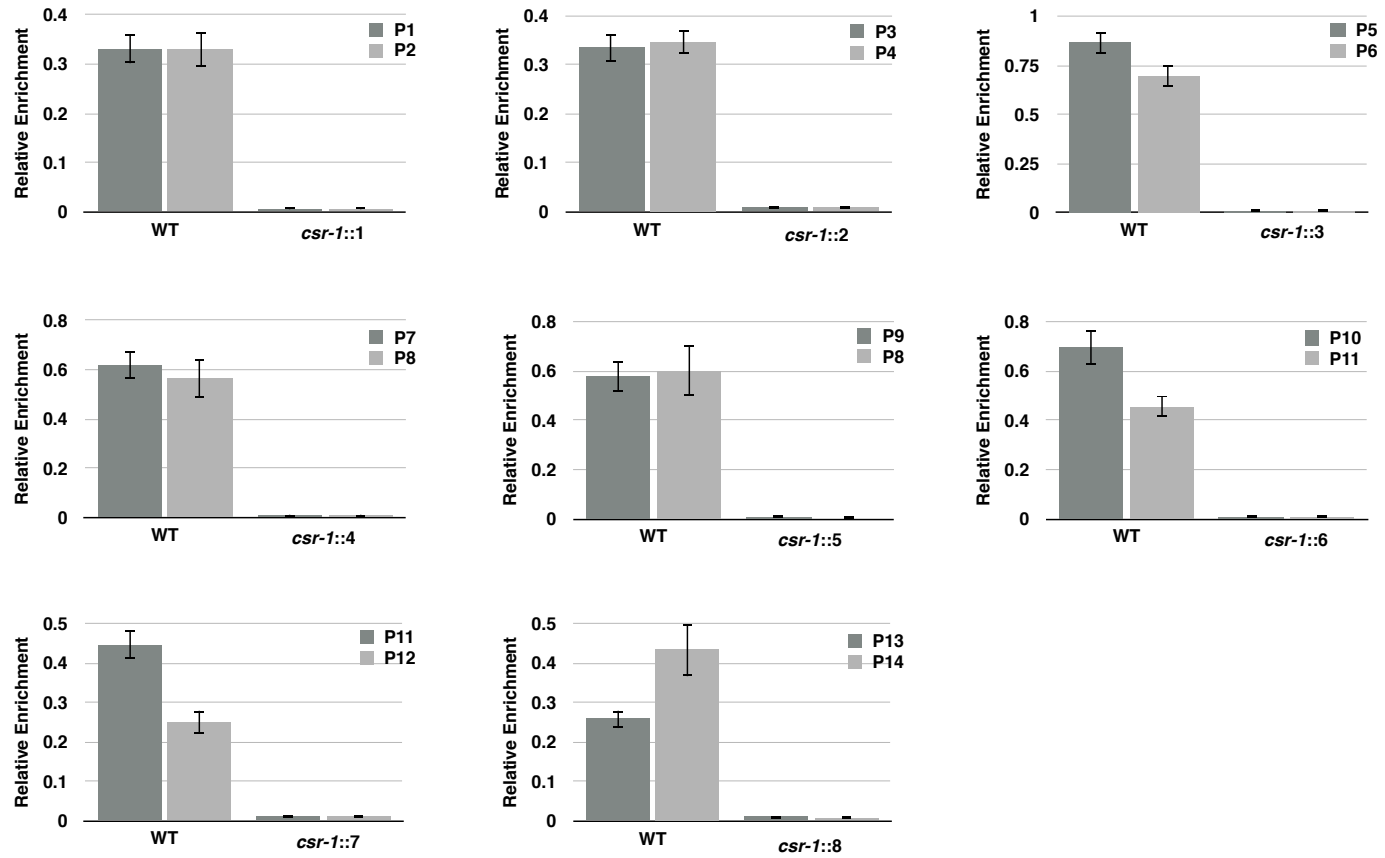 Relative Enrichment
0.4
0.3
0.2
0.1
0
P1
P2
WT
csr-1::1
Relative Enrichment
0.4
0.3
0.2
0.1
0
P3
P4
WT
csr-1::2
Relative Enrichment
1
0.75
0.5
0.25
0
P5
P6
WT
csr-1::3
Relative Enrichment
0.8
0.6
0.4
0.2
0
P7
P8
WT
csr-1::4
Relative Enrichment
0.8
0.6
0.4
0.2
0
P9
P8
WT
csr-1::5
Relative Enrichment
0.8
0.6
0.4
0.2
0
P10
P11
WT
csr-1::6
Relative Enrichment
0.5
0.4
0.3
0.2
0.1
0
P11
P12
WT
csr-1::7
Relative Enrichment
0.5
0.4
0.3
0.2
0.1
0
P13
P14
WT
csr-1::8